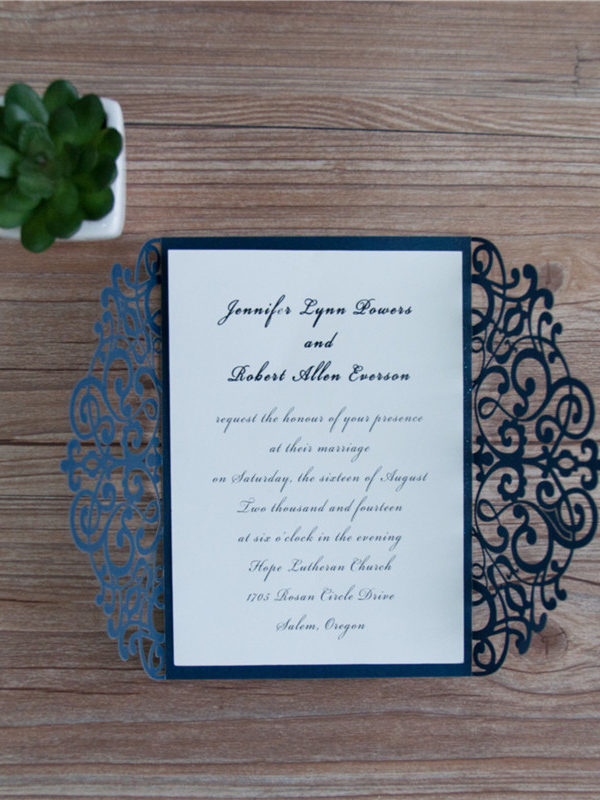 Jennifer Lynn Powers
and
Robert Allen Everson
request the honour of your presence
at their marriage
on Saturday, the sixteen of August
Two thousand and fourteen
at six o'clock in the evening
Hope Lutheran Church
1705 Rosan Circle Drive
Salem, Oregon